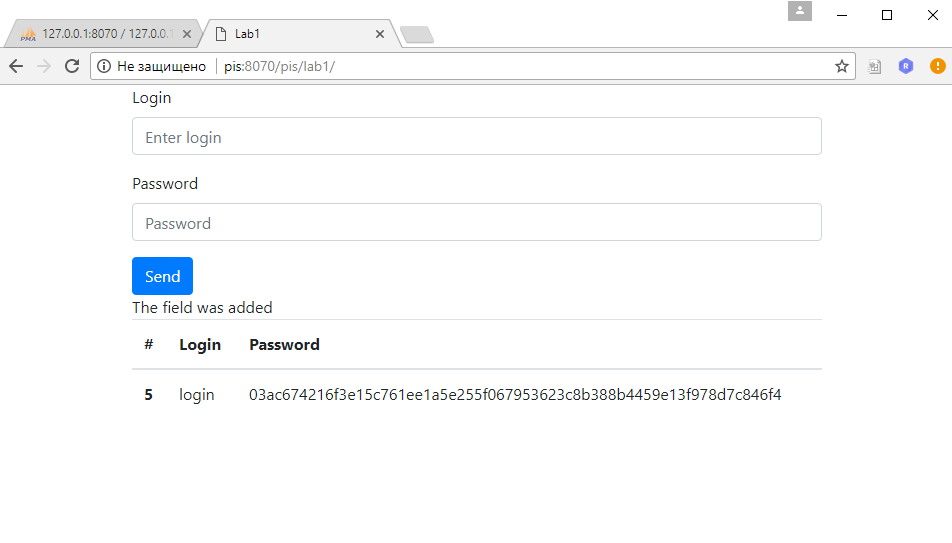 PMA 127.0.0.1:8070 / 127.0.0.1 Lab1
Не защищено pis:8070/pis/lab1/
Login
Enter login
Password
Password
Send
The field was added
# Login Password
5 login 03ac674216f3e15c761ee1a5e255f067953623c8b388b4459e13f978d7c846f4